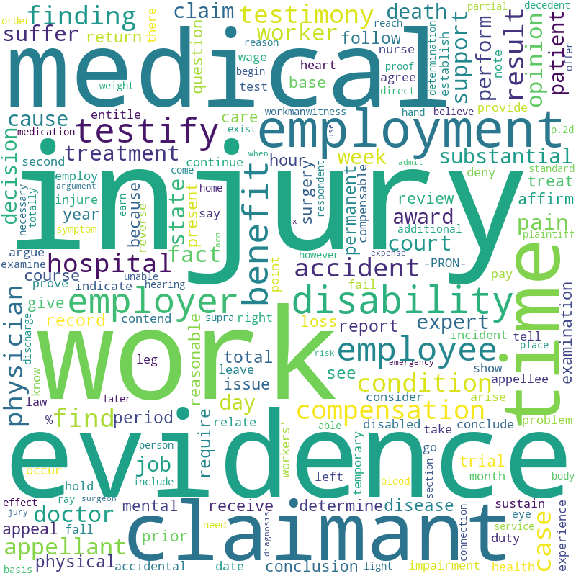 finding
claim
testimony
death
there
order
decedent
partial
suffer
return
worker
follow
reach
offer
medical
question
wage
begin
test
reason
nurse
heart
agree
base
support
perform
result
opinion
patient
determination
establish
note
proof
direct
weight
cause
testify
entitle
care
exist
employment
workman
witness
believe
hand
provide
p.2d
medication
treatment
decision
second
employ
continue
when
hour
week
substantial
admit
deny
standard
necessary
totally
injure
year
because
reverse
state
present
come
home
say
injury
benefit
surgery
permanent
compensable
respondent
award
review
additional
court
treat
affirm
pain
plaintiff
argument
symptom
argue
examine
hospital
fact
accident
however
expense
-PRON-
fail
pay
time
course
prove
unable
hearing
indicate
point
give
employer
disability
contend
supra
right
incident
place
physician
discharge
know
record
find
work
leg
loss
report
expert
tell
examination
reasonable
leave
total
issue
risk
employee
emergency
see
show
appellee
law
later
%
period
day
condition
consider
arise
problem
occur
job
require
relate
compensation
workers'
able
disabled
take
conclude
trial
go
section
month
body
hold
person
include
evidence
left
temporary
blood
effect
ray
surgeon
jury
mental
receive
determine
disease
sustain
eye
doctor
appeal
fall
claimant
need
diagnosis
connection
duty
service
experience
case
appellant
prior
basis
physical
accidental
date
conclusion
light
impairment
health